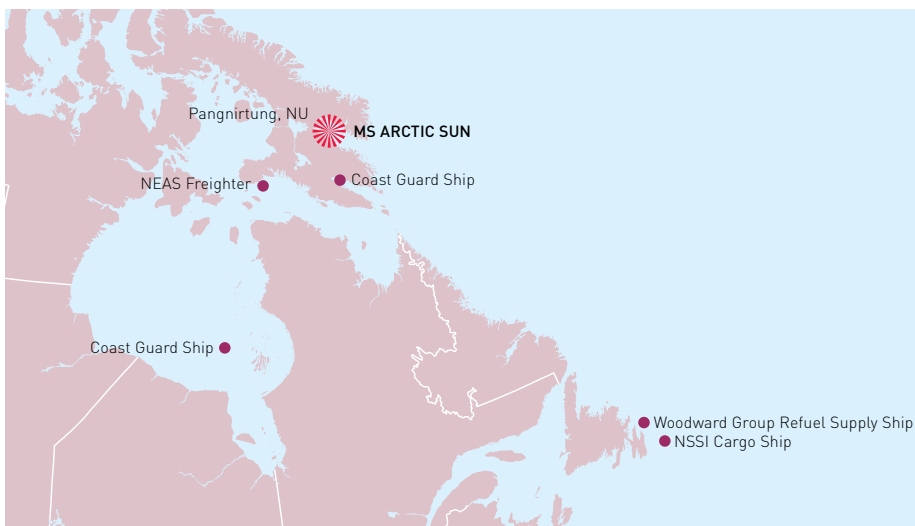 Pangnirtung, NU
MS ARCTIC SUN
NEAS Freighter
Coast Guard Ship
Coast Guard Ship
Woodward Group Refuel Supply Ship
NSSI Cargo Ship